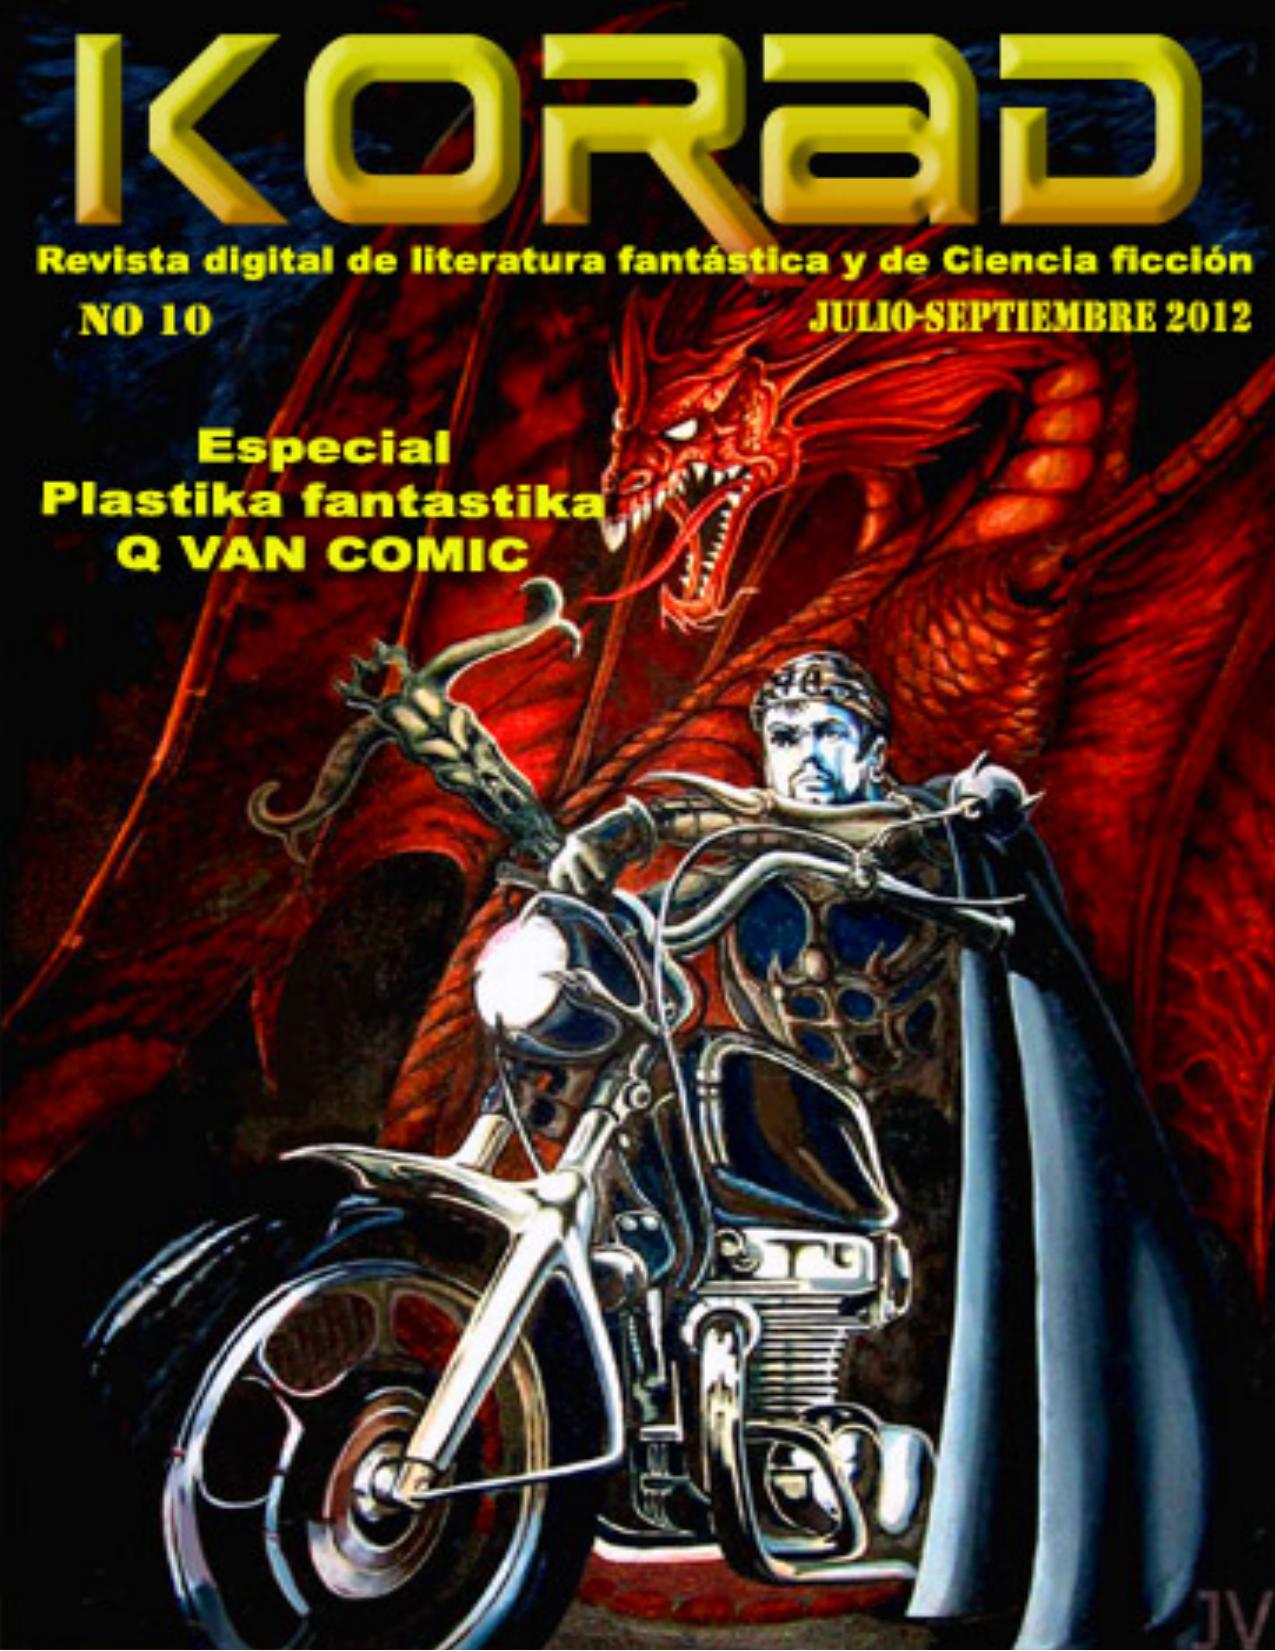 KORaD
Revista digital de literatura fantástica y de Ciencia ficción
NO 10
JULIO-SEPTIEMBRE 2012
Especial
Plastika fantastika
Q VAN COMIC
JV